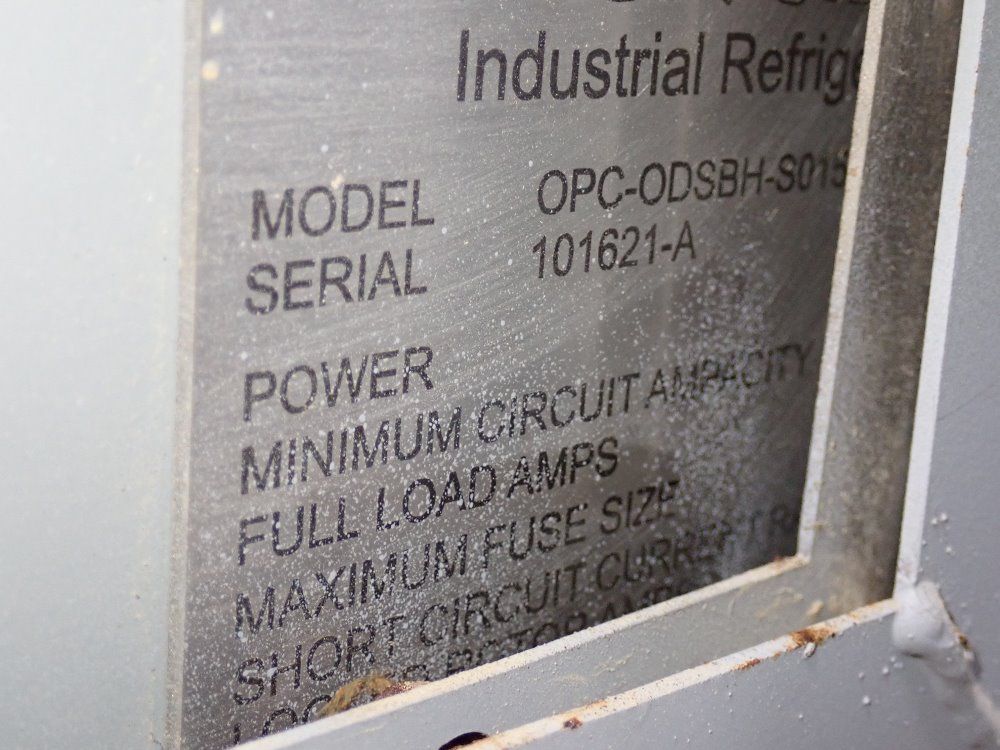 Industrial Refrige
MODEL OPC-ODSBH-S015
SERIAL 101621-A
POWER
MINIMUM CIRCUIT AMPACITY
FULL LOAD AMPS
MAXIMUM FUSE SIZE
SHORT CIRCUIT CURRENT RA